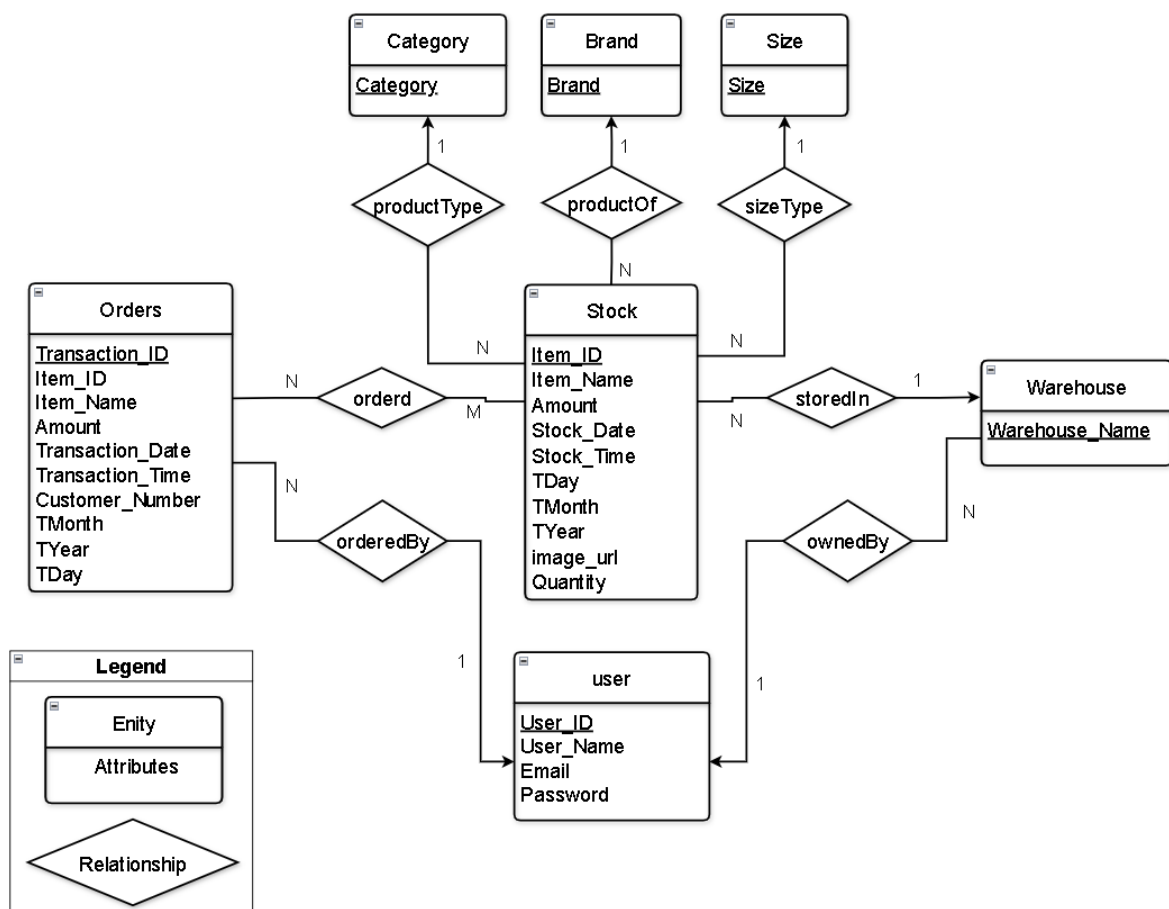 Category
Category
Brand
Brand
Size
Size
1
1
1
productType
productOf
sizeType
N
N
N
Orders
Transaction_ID
Item_ID
Item_Name
Amount
Transaction_Date
Transaction_Time
Customer_Number
TMonth
TYear
TDay
Stock
Item_ID
Item_Name
Amount
Stock_Date
Stock_Time
TDay
TMonth
TYear
image_url
Quantity
N
orderd
M
N
storedIn
1
Warehouse
Warehouse_Name
N
orderedBy
1
N
ownedBy
1
user
User_ID
User_Name
Email
Password
Legend
Enity
Attributes
Relationship